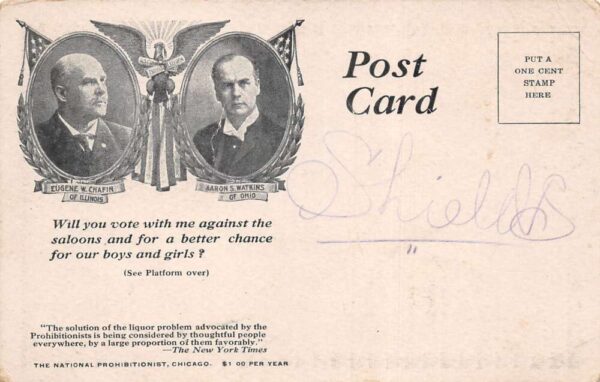 Post
Card
PUT A
ONE CENT
STAMP
HERE
EUGENE W. CHAFIN
OF ILLINOIS
AARON S. WATKINS
OF OHIO
Shields
"
Will you vote with me against the
saloons and for a better chance
for our boys and girls?
(See Platform over)
"The solution of the liquor problem advocated by the
Prohibitionists is being considered by thoughtful people
everywhere, by a large proportion of them favorably."
—The New York Times
THE NATIONAL PROHIBITIONIST, CHICAGO. $1 00 PER YEAR